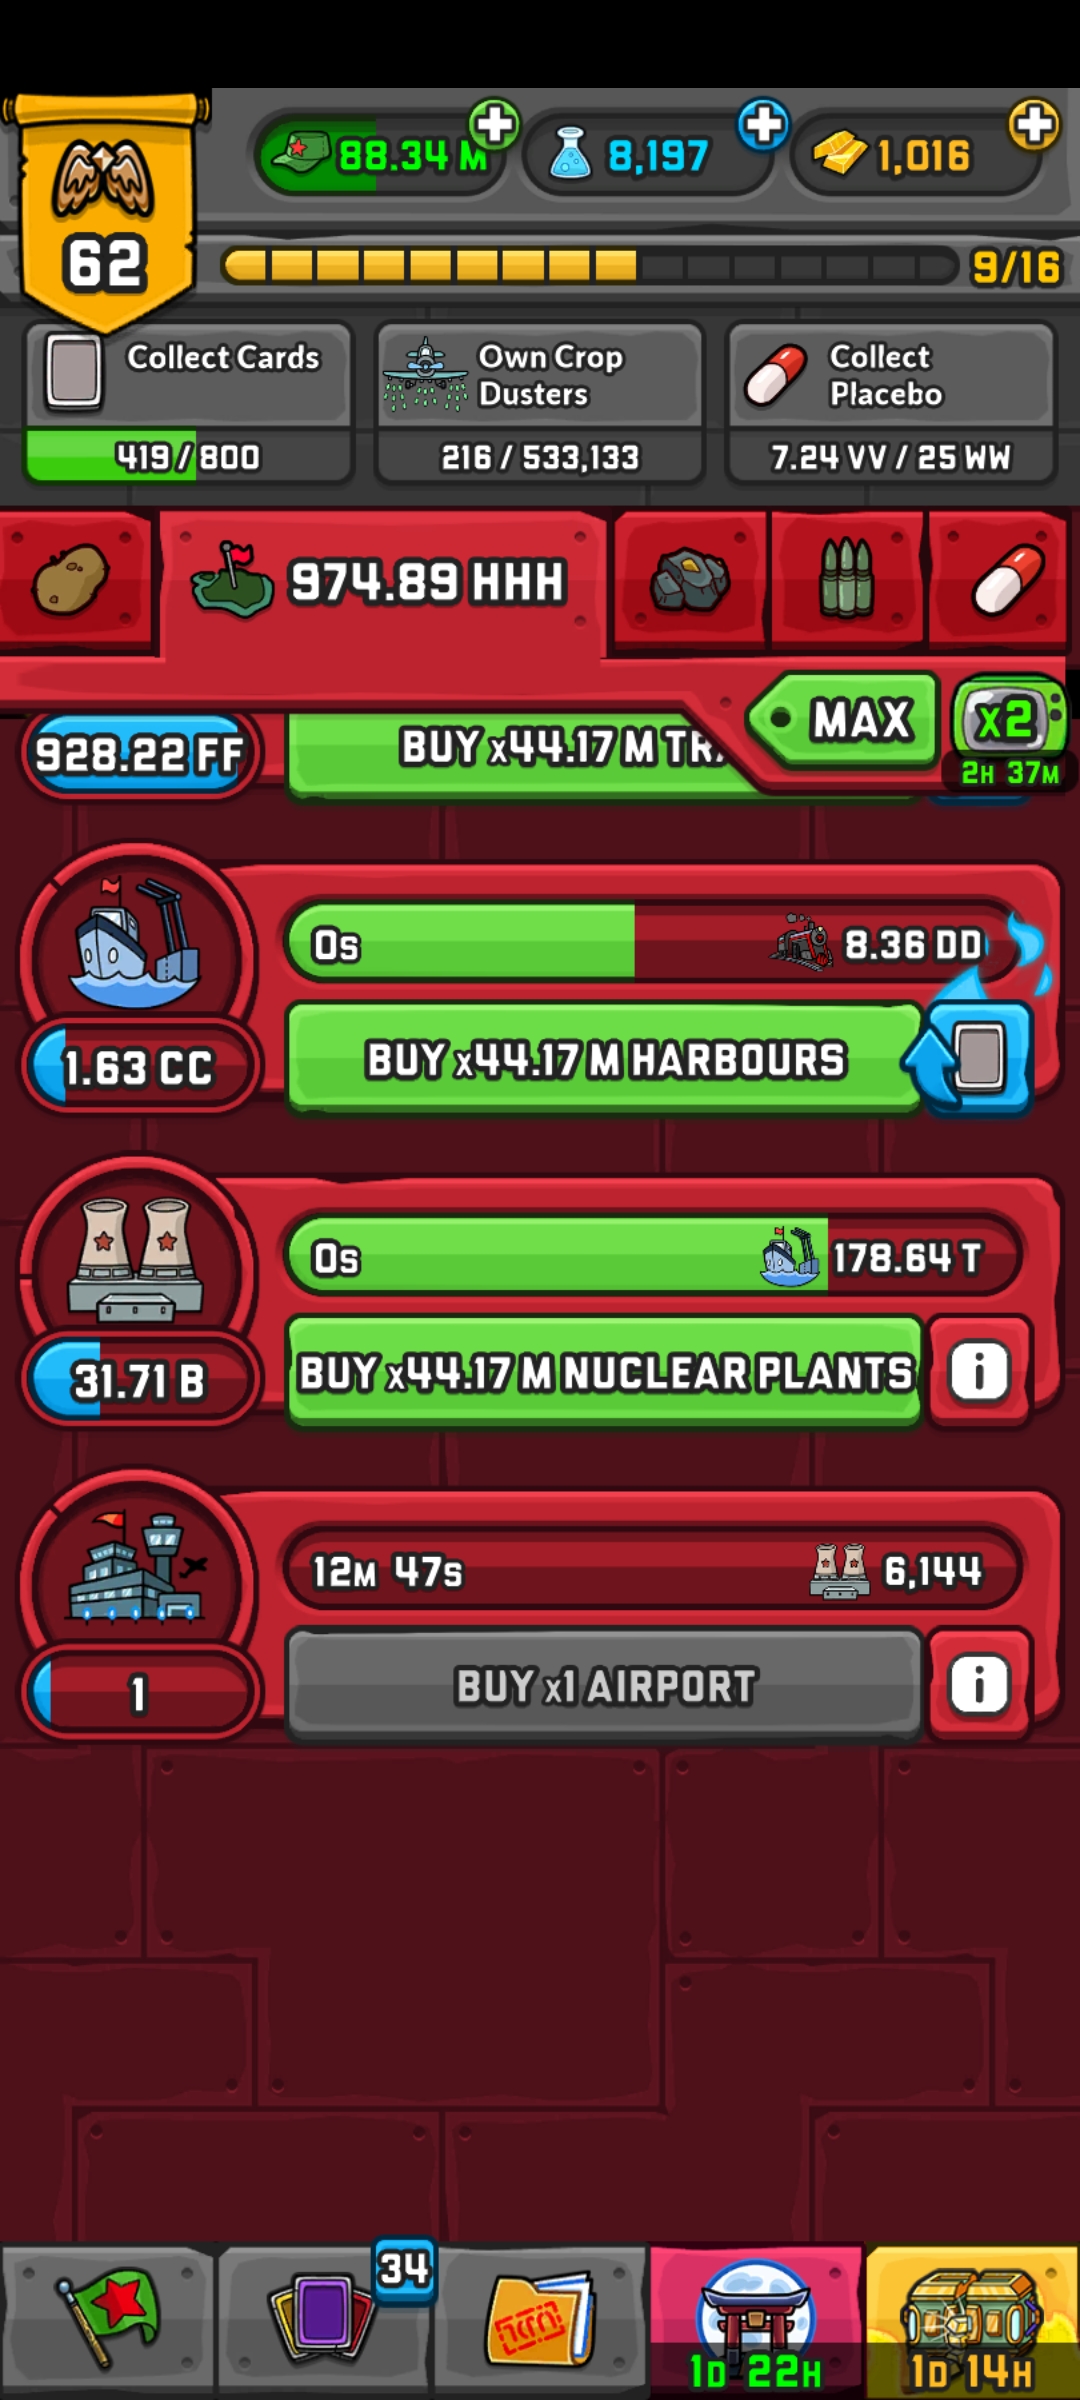 88.34 M
8,197
1,016
62
9/16
Collect Cards
419 / 800
Own Crop
Dusters
216 / 533,133
Collect
Placebo
7.24 VV / 25 WW
974.89 HHH
MAX
x2
2H 37M
928.22 FF
BUY x44.17 M
0s
8.36 DD
1.63 CC
BUY x44.17 M HARBOURS
0s
178.64 T
31.71 B
BUY x44.17 M NUCLEAR PLANTS
i
12M 47s
6,144
1
BUY x1 AIRPORT
i
34
1D 22H
1D 14H